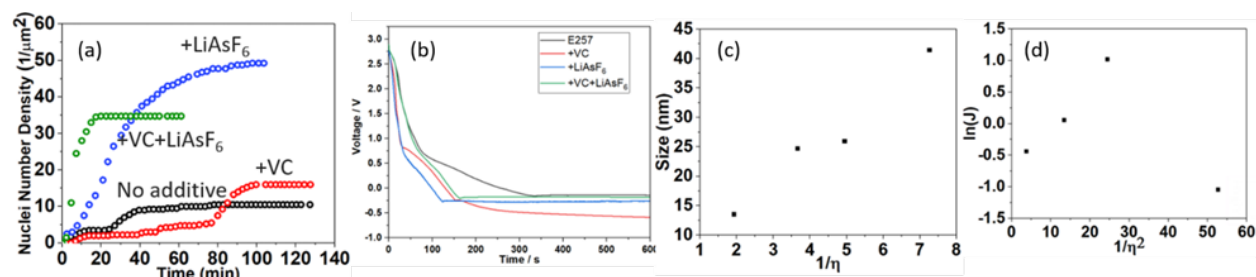 (a)
+LiAsF6
+VC+LiAsF6
+VC
No additive
Nuclei Number Density (1/μm²)
60
50
40
30
20
10
0
0 20 40 60 80 100 120 140
Time (min)
(b)
E257
+VC
+LiAsF6
+VC+LiAsF6
Voltage / V
3.0
2.5
2.0
1.5
1.0
0.5
0.0
-0.5
-1.0
0 100 200 300 400 500 600
Time / s
(c)
Size (nm)
45
40
35
30
25
20
15
10
1 2 3 4 5 6 7 8
1/η
(d)
ln(J)
1.5
1.0
0.5
0.0
-0.5
-1.0
-1.5
0 10 20 30 40 50 60
1/η²